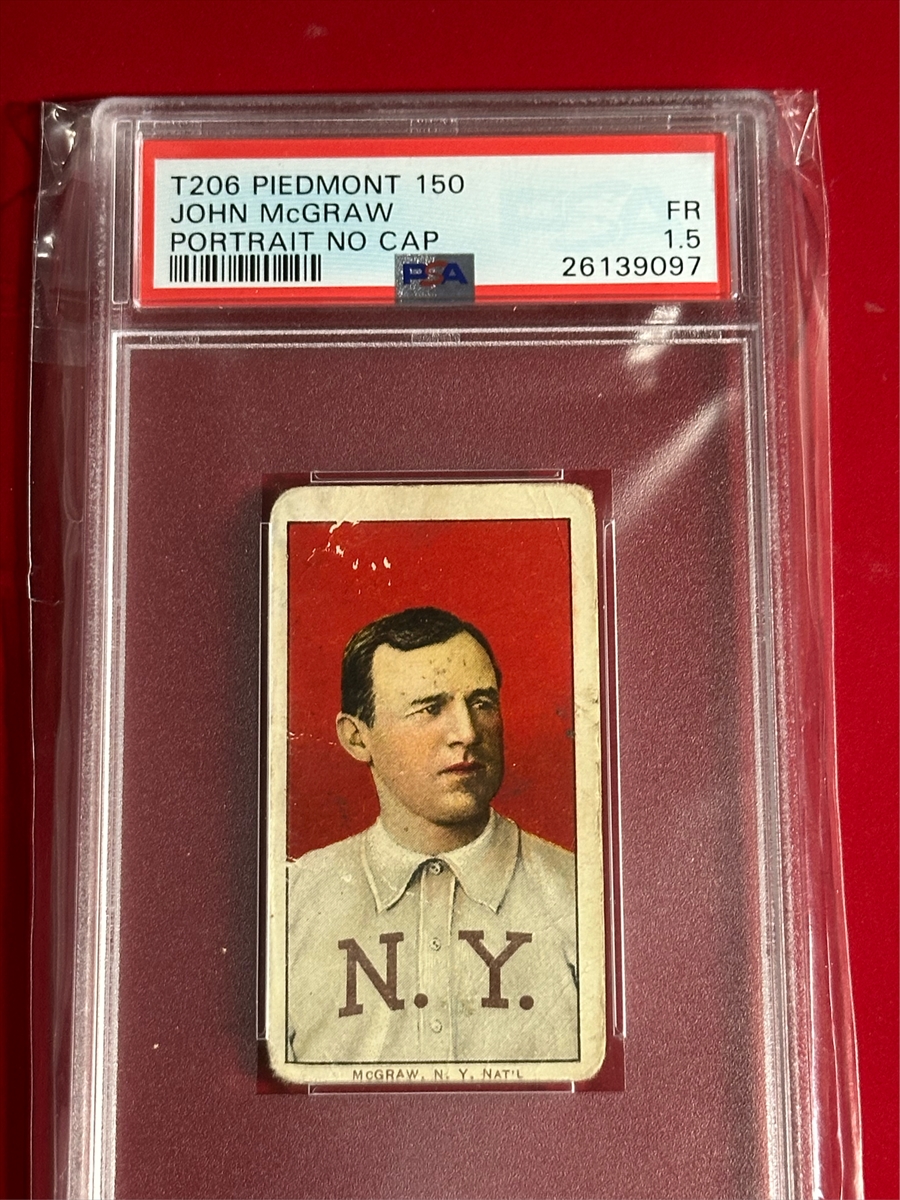 T206 PIEDMONT 150
JOHN McGRAW FR
PORTRAIT NO CAP 1.5
PSA 26139097
N. Y.
McGRAW, N. Y. NAT'L